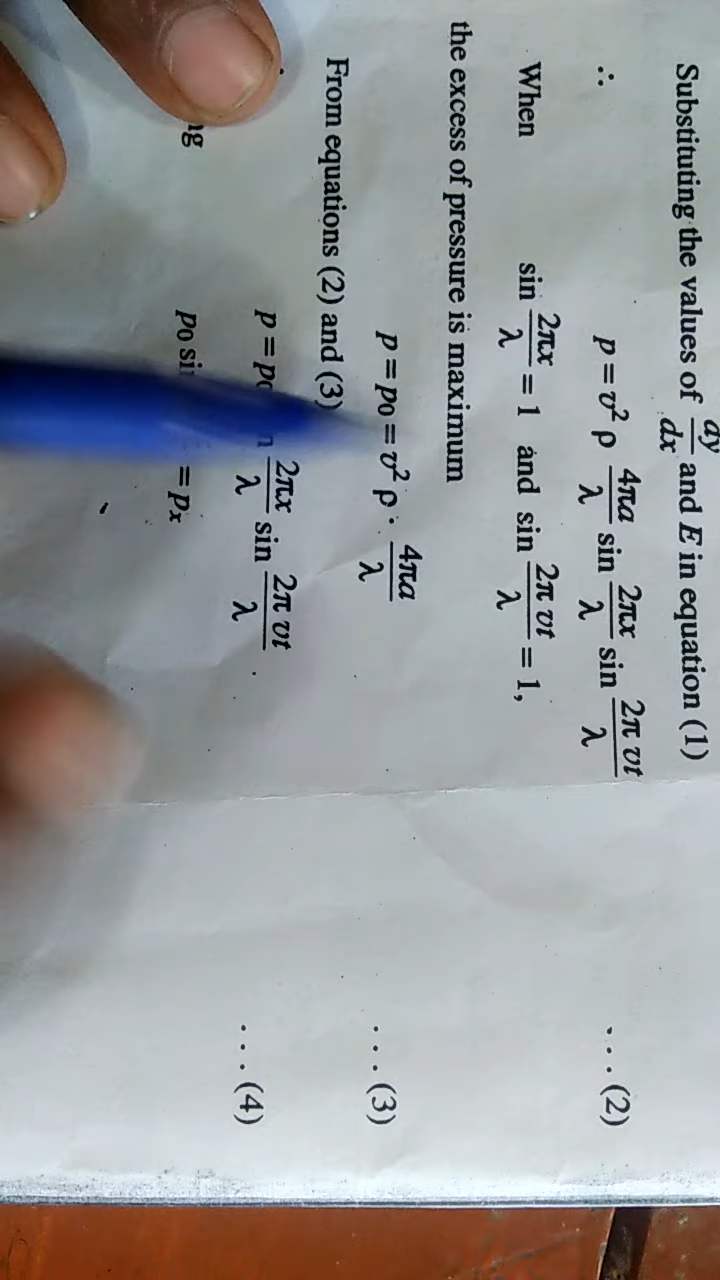 Substituting the values of dy/dx and E in equation (1)
∴ p = v² ρ 4πa/λ sin 2πx/λ sin 2π vt/λ ...(2)
When sin 2πx/λ = 1 and sin 2π vt/λ = 1,
the excess of pressure is maximum
p = p₀ = v² ρ · 4πa/λ ...(3)
From equations (2) and (3)
p = p₀ 2πx/λ sin 2π vt/λ . ...(4)
p₀ = pₓ